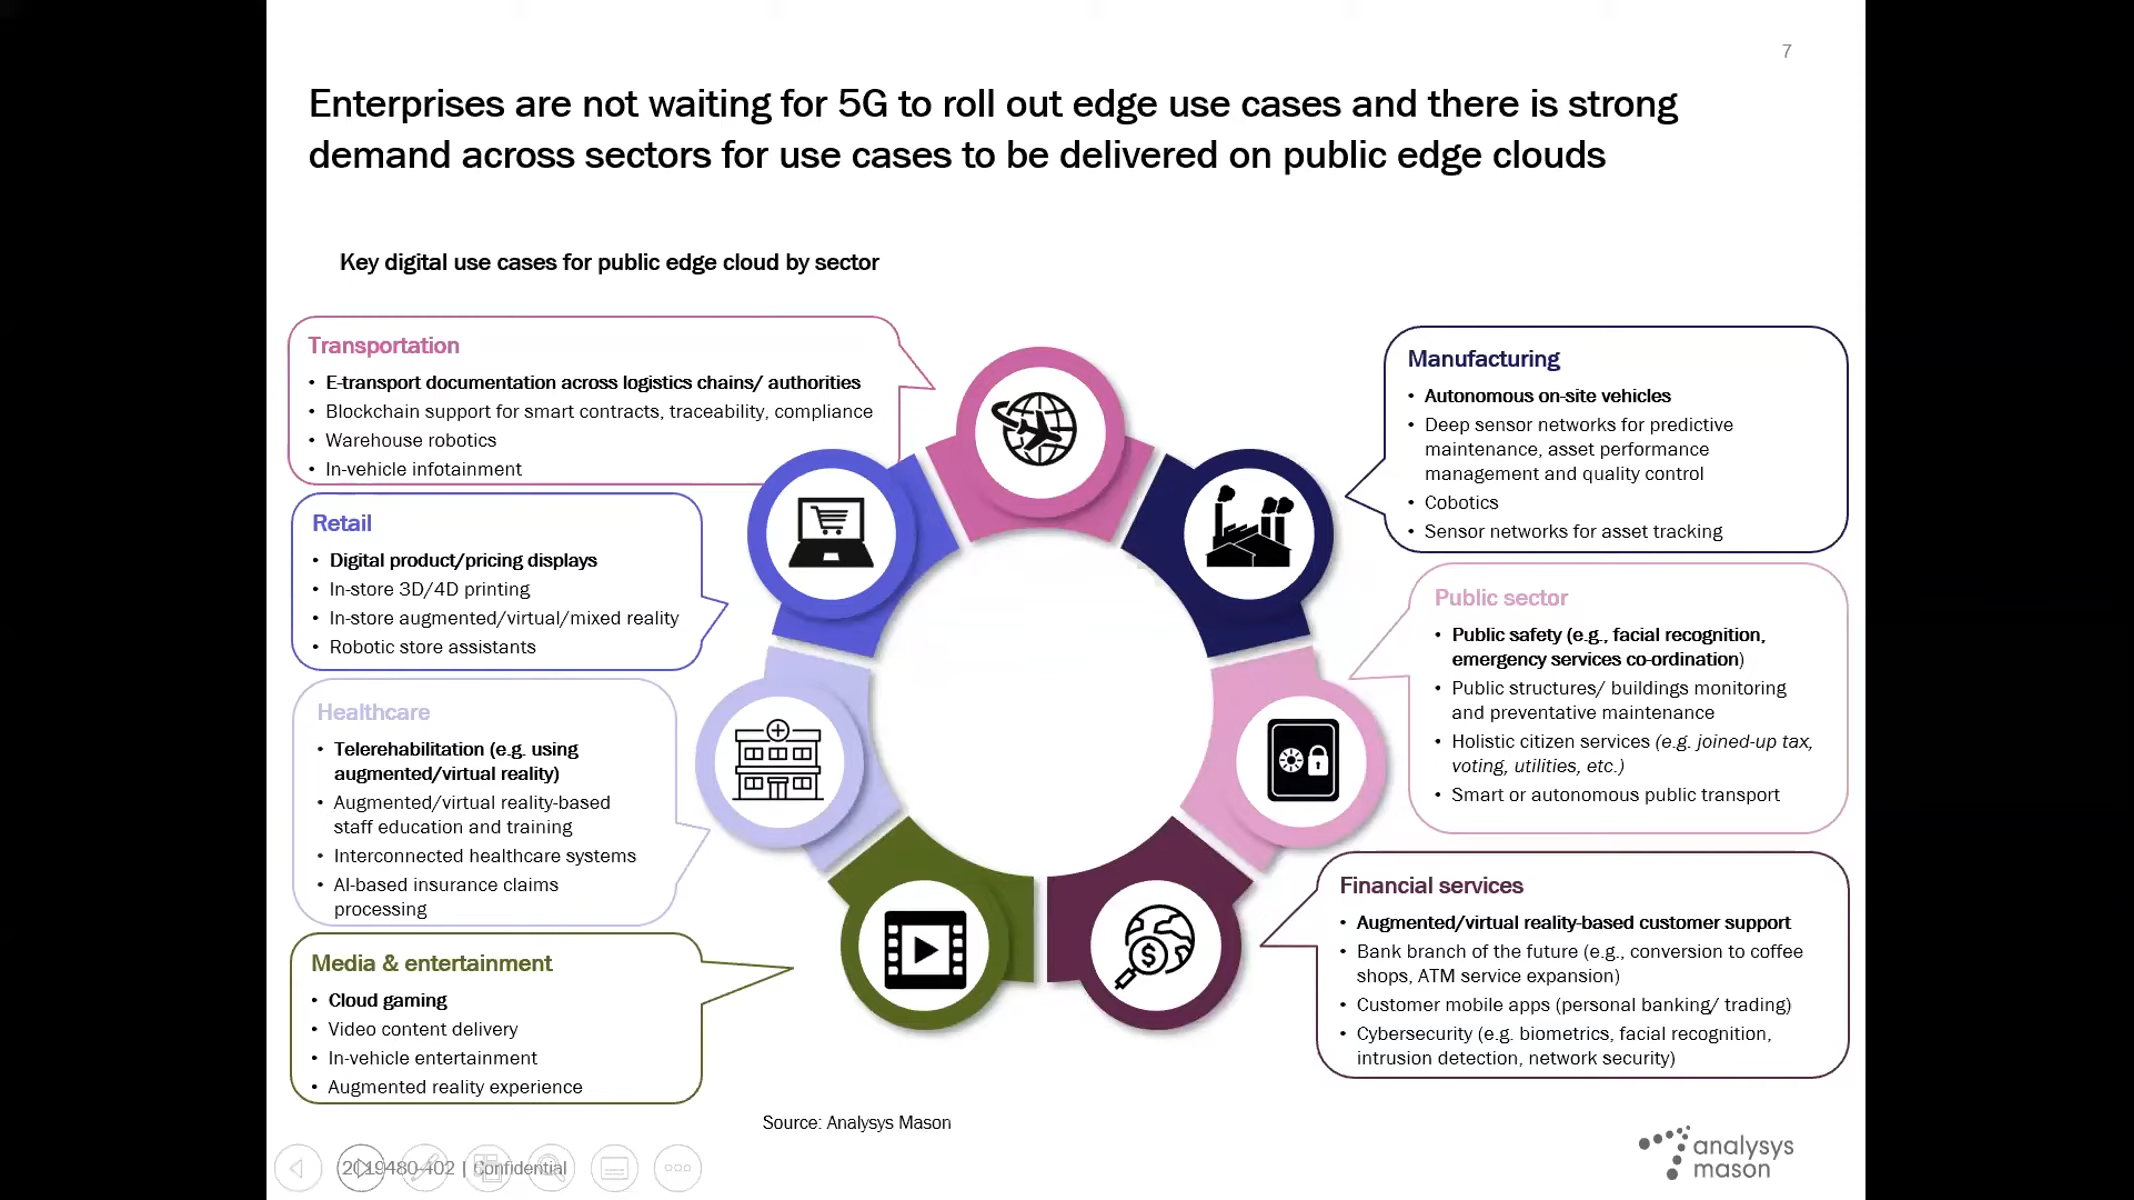 7
Enterprises are not waiting for 5G to roll out edge use cases and there is strong
demand across sectors for use cases to be delivered on public edge clouds
Key digital use cases for public edge cloud by sector
Transportation
• E-transport documentation across logistics chains/ authorities
• Blockchain support for smart contracts, traceability, compliance
• Warehouse robotics
• In-vehicle infotainment
Retail
• Digital product/pricing displays
• In-store 3D/4D printing
• In-store augmented/virtual/mixed reality
• Robotic store assistants
Healthcare
• Telerehabilitation (e.g. using
augmented/virtual reality)
• Augmented/virtual reality-based
staff education and training
• Interconnected healthcare systems
• AI-based insurance claims
processing
Media & entertainment
• Cloud gaming
• Video content delivery
• In-vehicle entertainment
• Augmented reality experience
Manufacturing
• Autonomous on-site vehicles
• Deep sensor networks for predictive
maintenance, asset performance
management and quality control
• Cobotics
• Sensor networks for asset tracking
Public sector
• Public safety (e.g., facial recognition,
emergency services co-ordination)
• Public structures/ buildings monitoring
and preventative maintenance
• Holistic citizen services (e.g. joined-up tax,
voting, utilities, etc.)
• Smart or autonomous public transport
Financial services
• Augmented/virtual reality-based customer support
• Bank branch of the future (e.g., conversion to coffee
shops, ATM service expansion)
• Customer mobile apps (personal banking/ trading)
• Cybersecurity (e.g. biometrics, facial recognition,
intrusion detection, network security)
$
Source: Analysys Mason
2019480-402 | Confidential
analysys
mason